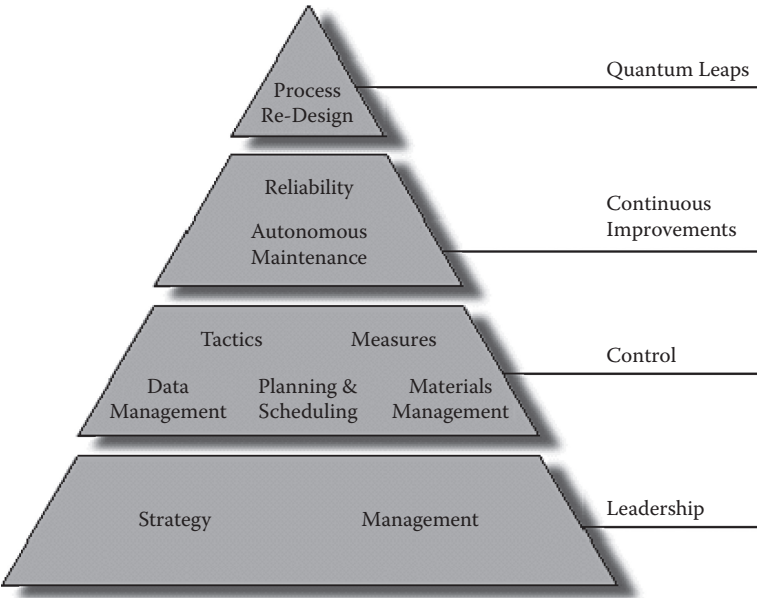 Process
Re-Design
Quantum Leaps
Reliability
Autonomous
Maintenance
Continuous
Improvements
Tactics
Measures
Data
Management
Planning &
Scheduling
Materials
Management
Control
Strategy
Management
Leadership